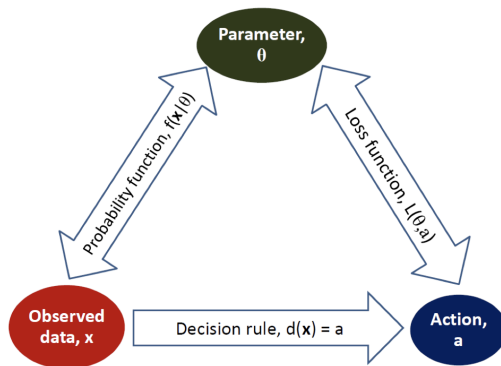 Parameter,
θ
Probability function, f(x|θ)
Loss function, L(θ,a)
Observed
data, x
Decision rule, d(x) = a
Action,
a